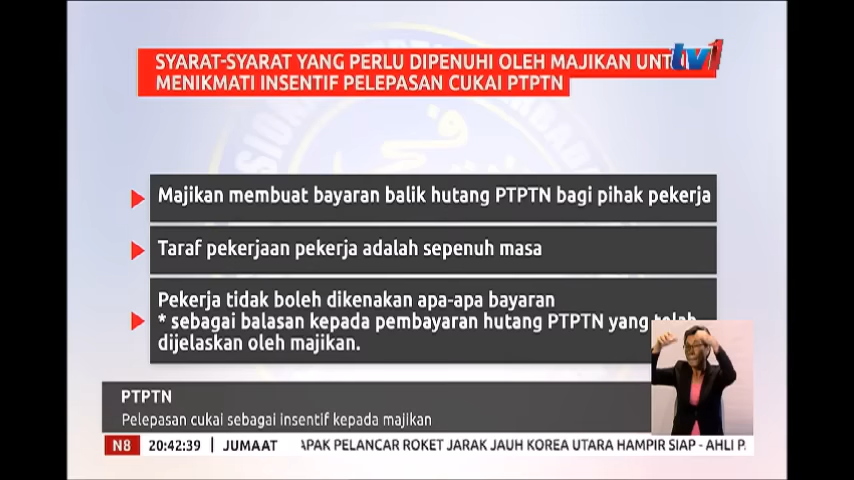 SYARAT-SYARAT YANG PERLU DIPENUHI OLEH MAJIKAN
tv1
MENIKMATI INSENTIF PELEPASAN CUKAI PTPTN
Majikan membuat bayaran balik hutang PTPTN bagi pihak pekerja
Taraf pekerjaan pekerja adalah sepenuh masa
Pekerja tidak boleh dikenakan apa-apa bayaran
* sebagai balasan kepada pembayaran hutang PTPTN yang telah
dijelaskan oleh majikan.
PTPTN
Pelepasan cukai sebagai insentif kepada majikan
N8 20:42:39 | JUMAAT APAK PELANCAR ROKET JARAK JAUH KOREA UTARA HAMPIR SIAP - AHLI P